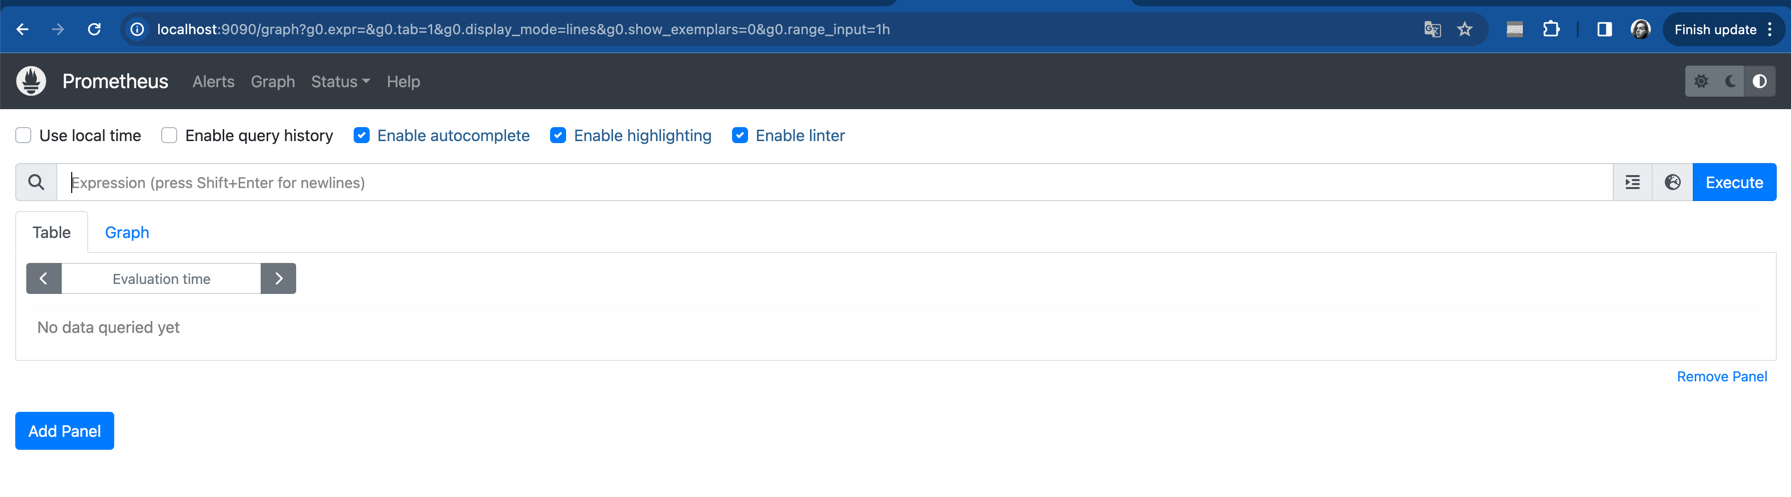 localhost:9090/graph?g0.expr=&g0.tab=1&g0.display_mode=lines&g0.show_exemplars=0&g0.range_input=1h Finish update
Prometheus Alerts Graph Status Help
Use local time Enable query history Enable autocomplete Enable highlighting Enable linter
Expression (press Shift+Enter for newlines) Execute
Table Graph
Evaluation time
No data queried yet
Remove Panel
Add Panel